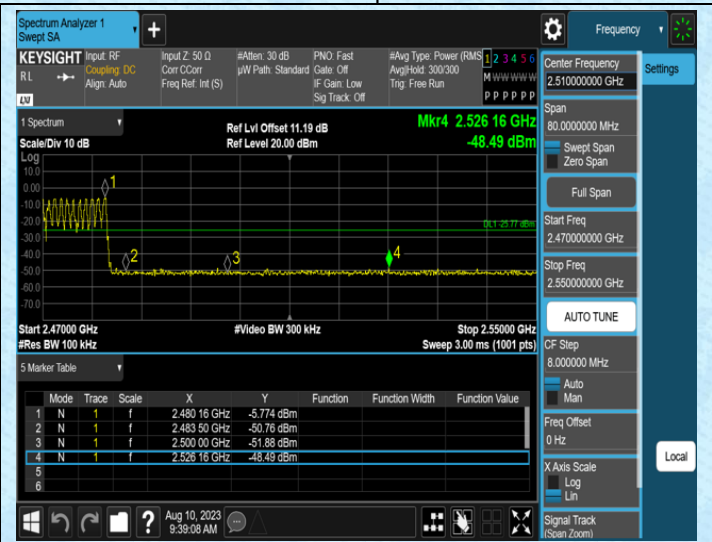 Spectrum Analyzer 1
Swept SA
+
Frequency
KEYSIGHT
RL
LXI
Input: RF
Coupling: DC
Align: Auto
Input Z: 50 Ω
Corr CCorr
Freq Ref: Int (S)
#Atten: 30 dB
µW Path: Standard
PNO: Fast
Gate: Off
IF Gain: Low
Sig Track: Off
#Avg Type: Power (RMS
Avg|Hold: 300/300
Trig: Free Run
1 2 3 4 5 6
M W W W W W
P P P P P P
1 Spectrum
Scale/Div 10 dB
Ref Lvl Offset 11.19 dB
Ref Level 20.00 dBm
Mkr4 2.526 16 GHz
-48.49 dBm
Log
10.0
0.00
-10.0
-20.0
-30.0
-40.0
-50.0
-60.0
-70.0
1
2
3
4
DL1 -25.77 dBm
Start 2.47000 GHz
#Res BW 100 kHz
#Video BW 300 kHz
Stop 2.55000 GHz
Sweep 3.00 ms (1001 pts)
5 Marker Table
Mode Trace Scale X Y Function Function Width Function Value
1 N 1 f 2.480 16 GHz -5.774 dBm
2 N 1 f 2.483 50 GHz -50.76 dBm
3 N 1 f 2.500 00 GHz -51.88 dBm
4 N 1 f 2.526 16 GHz -48.49 dBm
5
6
?
Aug 10, 2023
9:39:08 AM
Center Frequency
2.510000000 GHz
Span
80.0000000 MHz
Swept Span
Zero Span
Full Span
Start Freq
2.470000000 GHz
Stop Freq
2.550000000 GHz
AUTO TUNE
CF Step
8.000000 MHz
Auto
Man
Freq Offset
0 Hz
X Axis Scale
Log
Lin
Signal Track
(Span Zoom)
Settings
Local